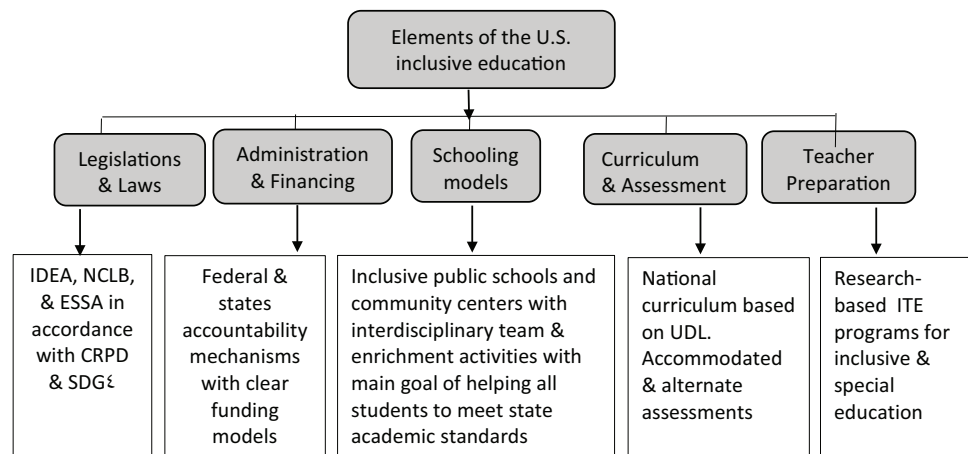 Elements of the U.S.
inclusive education
Legislations
& Laws
Administration
& Financing
Schooling
models
Curriculum
& Assessment
Teacher
Preparation
IDEA, NCLB,
& ESSA in
accordance
with CRPD
& SDG٤
Federal &
states
accountability
mechanisms
with clear
funding
models
Inclusive public schools and
community centers with
interdisciplinary team &
enrichment activities with
main goal of helping all
students to meet state
academic standards
National
curriculum based
on UDL.
Accommodated
& alternate
assessments
Research-
based ITE
programs for
inclusive &
special
education